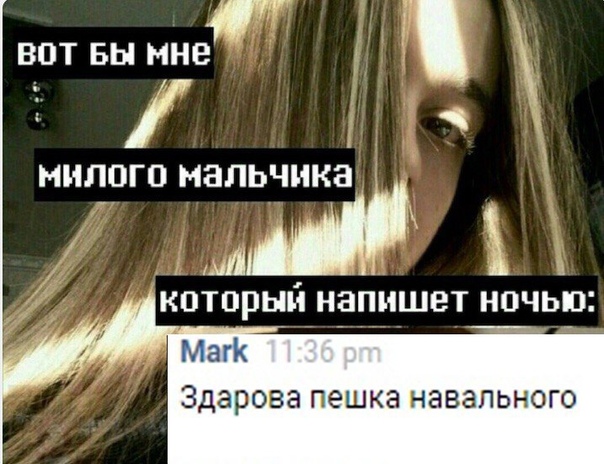 вот бы мне
милого мальчика
который напишет ночью:
Mark 11:36 pm
Здарова пешка навального